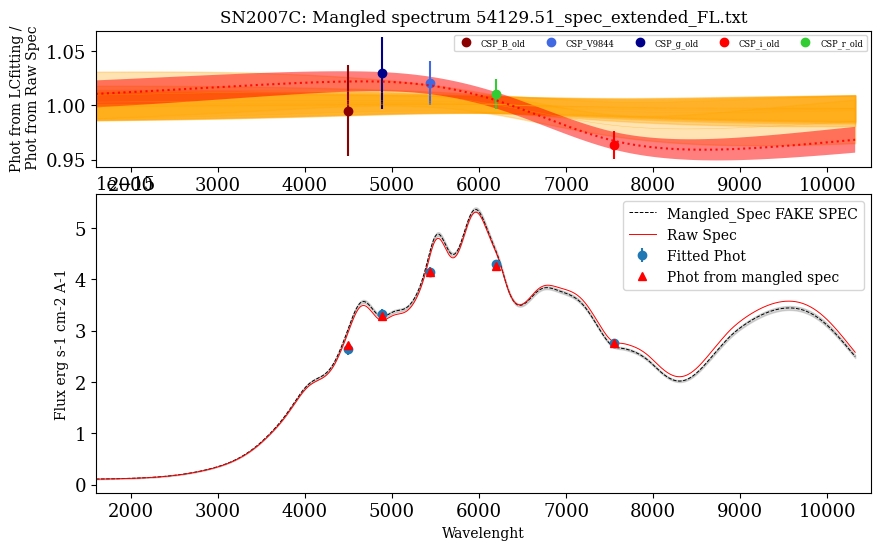 SN2007C: Mangled spectrum 54129.51_spec_extended_FL.txt
Phot from LCfitting /
Phot from Raw Spec
1.05
1.00
0.95
CSP_B_old CSP_V9844 CSP_g_old CSP_i_old CSP_r_old
2000 3000 4000 5000 6000 7000 8000 9000 10000
1e−15
Flux erg s-1 cm-2 A-1
5
4
3
2
1
0
Mangled_Spec FAKE SPEC
Raw Spec
Fitted Phot
Phot from mangled spec
2000 3000 4000 5000 6000 7000 8000 9000 10000
Wavelenght